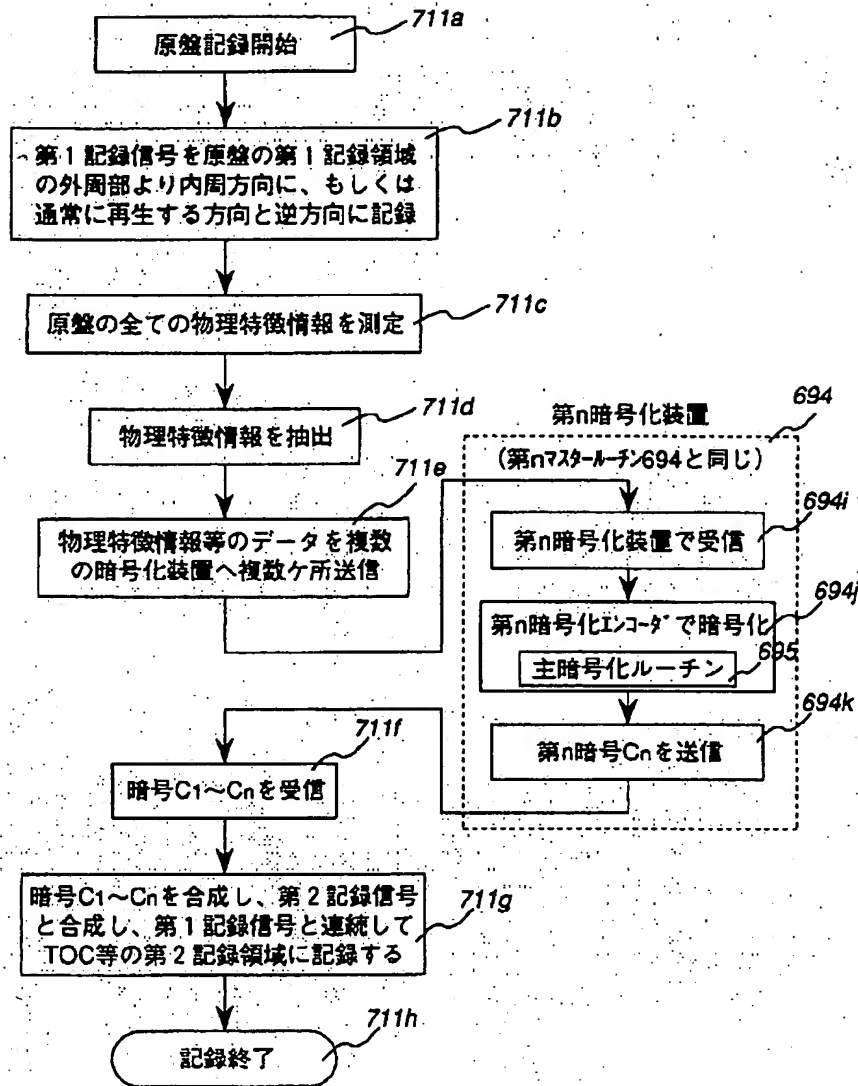 711a
原盤記録開始
711b
第1記録信号を原盤の第1記録領域
の外周部より内周方向に、もしくは
通常に再生する方向と逆方向に記録
711c
原盤の全ての物理特徴情報を測定
711d
物理特徴情報を抽出
711e
物理特徴情報等のデータを複数
の暗号化装置へ複数ケ所送信
第n暗号化装置
694
(第nマスタールーチン694と同じ)
694i
第n暗号化装置で受信
694j
第n暗号化エンコーダで暗号化
695
主暗号化ルーチン
694k
第n暗号Cnを送信
711f
暗号C1~Cnを受信
711g
暗号C1~Cnを合成し、第2記録信号
と合成し、第1記録信号と連続して
TOC等の第2記録領域に記録する
711h
記録終了